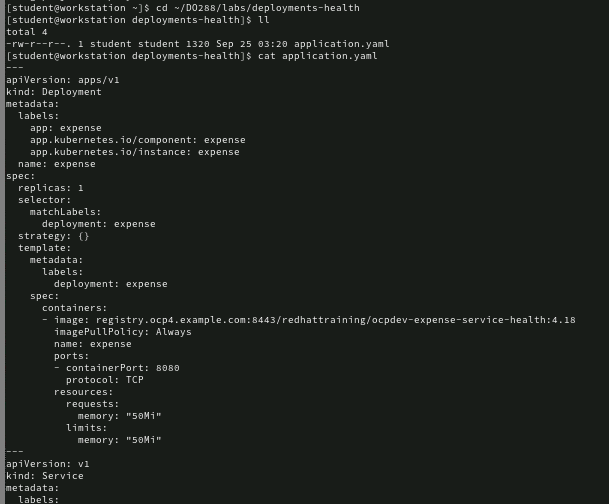 [student@workstation ~]$ cd ~/DO288/labs/deployments-health
[student@workstation deployments-health]$ ll
total 4
-rw-r--r--. 1 student student 1320 Sep 25 03:20 application.yaml
[student@workstation deployments-health]$ cat application.yaml
---
apiVersion: apps/v1
kind: Deployment
metadata:
  labels:
    app: expense
    app.kubernetes.io/component: expense
    app.kubernetes.io/instance: expense
  name: expense
spec:
  replicas: 1
  selector:
    matchLabels:
      deployment: expense
  strategy: {}
  template:
    metadata:
      labels:
        deployment: expense
    spec:
      containers:
      - image: registry.ocp4.example.com:8443/redhattraining/ocpdev-expense-service-health:4.18
        imagePullPolicy: Always
        name: expense
        ports:
        - containerPort: 8080
          protocol: TCP
        resources:
          requests:
            memory: "50Mi"
          limits:
            memory: "50Mi"
---
apiVersion: v1
kind: Service
metadata:
  labels: